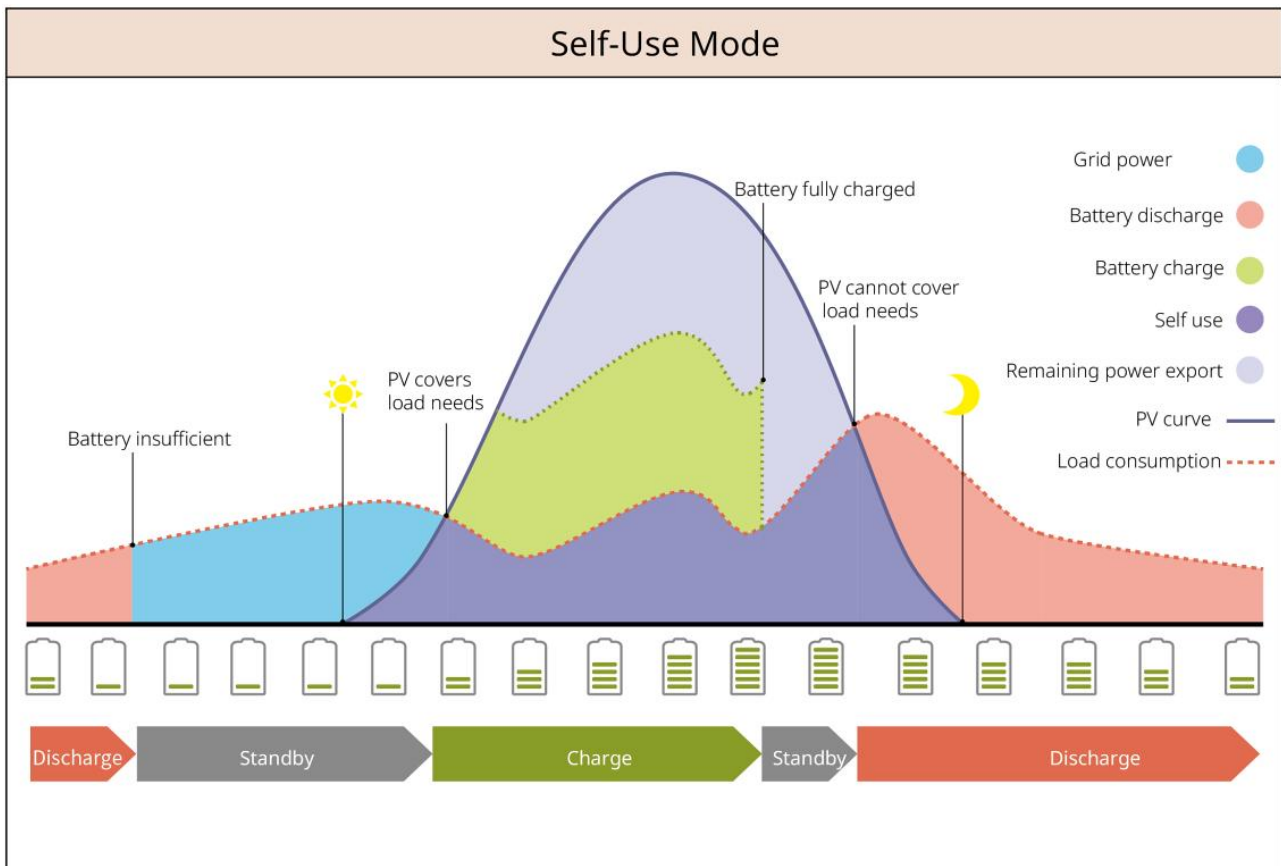 Self-Use Mode
Grid power
Battery discharge
Battery charge
Self use
Remaining power export
PV curve
Load consumption
Battery fully charged
PV cannot cover
load needs
PV covers
load needs
Battery insufficient
Discharge
Standby
Charge
Standby
Discharge